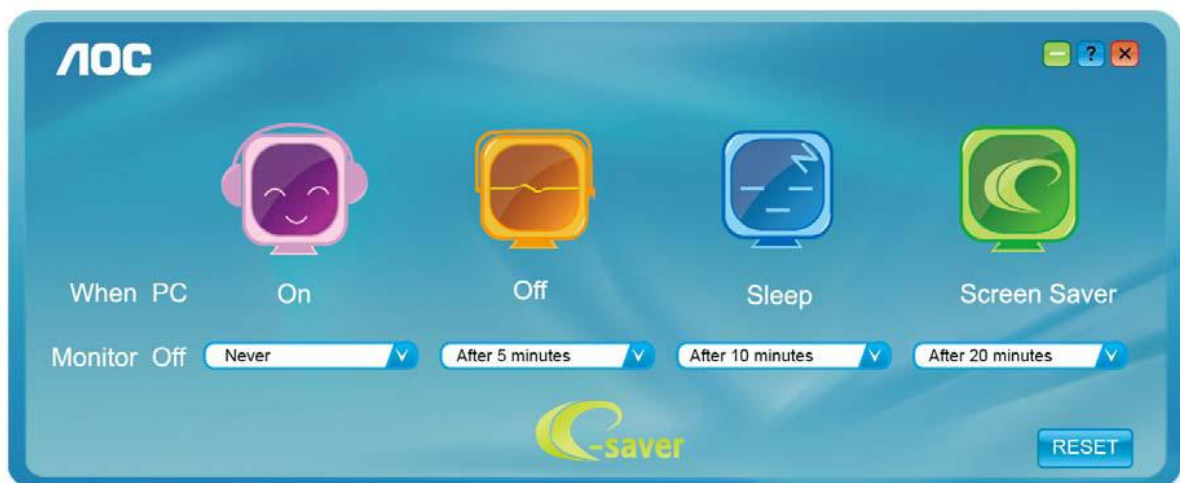 AOC
?
When PC On Off Sleep Screen Saver
Monitor Off Never After 5 minutes After 10 minutes After 20 minutes
e-saver
RESET